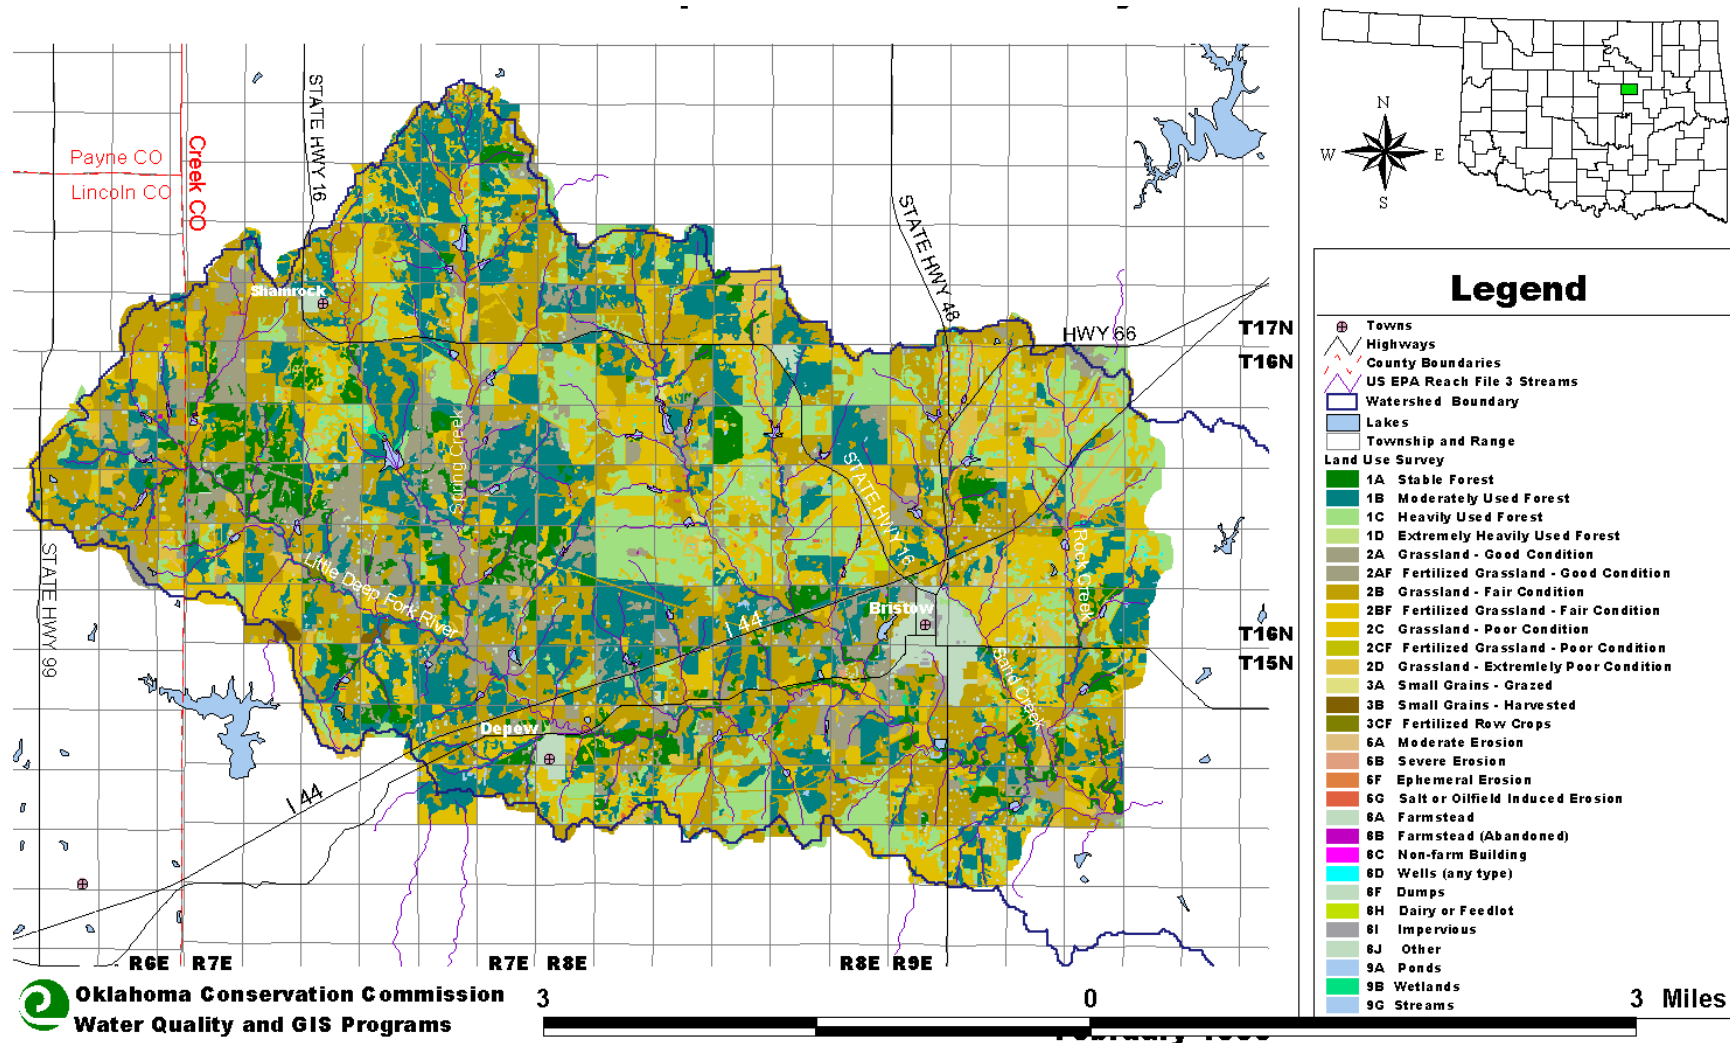 Payne CO
Lincoln CO
Creek CO
STATE HWY 16
STATE HWY 48
HWY 66
T17N
T16N
Shamrock
Spring Creek
STATE HWY 16
Rock Creek
Little Deep Fork River
I 44
Bristow
STATE HWY 99
T16N
T15N
Sand Creek
Depow
I 44
R6E R7E
R7E R8E
R8E R9E
N
W E
S
Legend
Towns
Highways
County Boundaries
US EPA Reach File 3 Streams
Watershed Boundary
Lakes
Township and Range
Land Use Survey
1A Stable Forest
1B Moderately Used Forest
1C Heavily Used Forest
1D Extremely Heavily Used Forest
2A Grassland - Good Condition
2AF Fertilized Grassland - Good Condition
2B Grassland - Fair Condition
2BF Fertilized Grassland - Fair Condition
2C Grassland - Poor Condition
2CF Fertilized Grassland - Poor Condition
2D Grassland - Extremlely Poor Condition
3A Small Grains - Grazed
3B Small Grains - Harvested
3CF Fertilized Row Crops
6A Moderate Erosion
6B Severe Erosion
6F Ephemeral Erosion
6G Salt or Oilfield Induced Erosion
8A Farmstead
8B Farmstead (Abandoned)
8C Non-farm Building
8D Wells (any type)
8F Dumps
8H Dairy or Feedlot
8I Impervious
8J Other
9A Ponds
9B Wetlands
9G Streams
Oklahoma Conservation Commission
Water Quality and GIS Programs
3 0 3 Miles